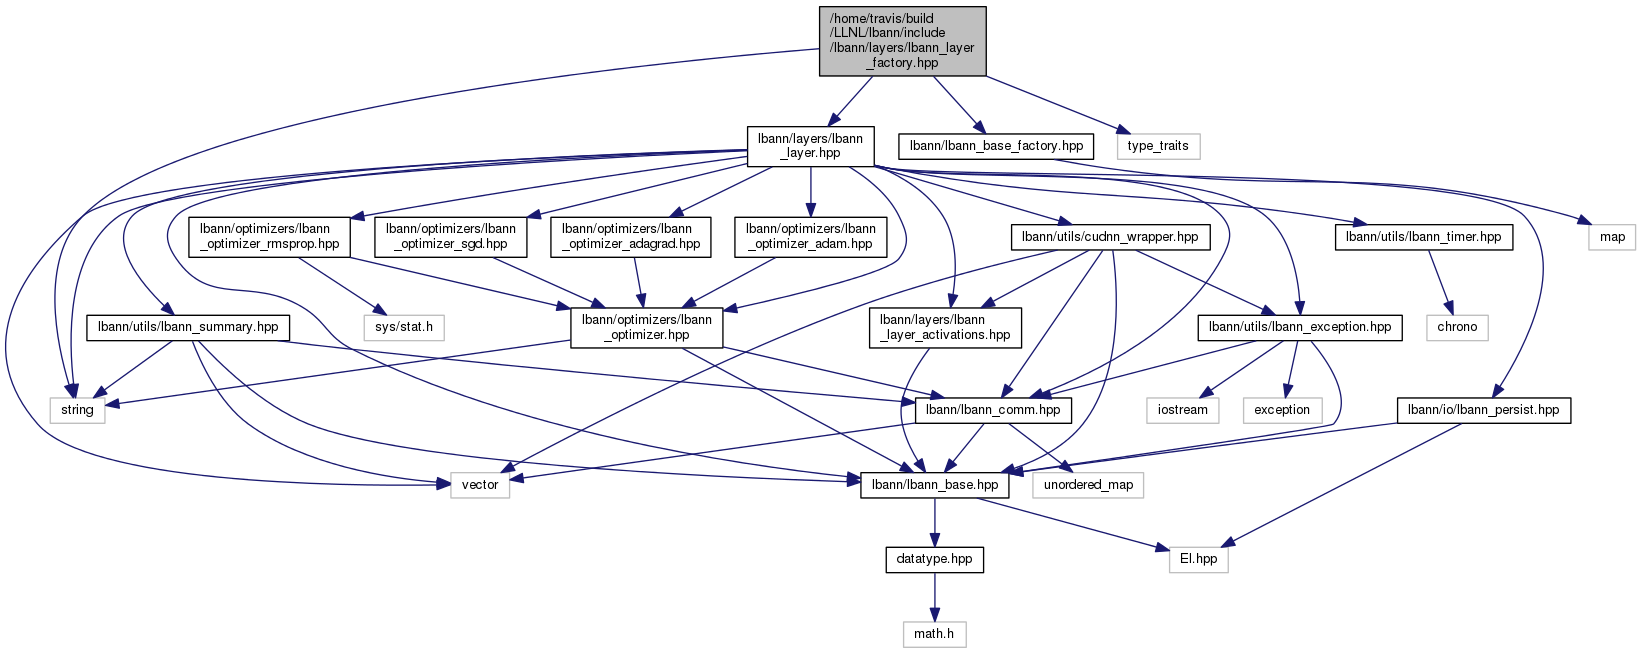 /home/travis/build
/LLNL/lbann/include
/lbann/layers/lbann_layer
_factory.hpp
lbann/layers/lbann
_layer.hpp
lbann/lbann_base_factory.hpp
type_traits
lbann/optimizers/lbann
_optimizer_rmsprop.hpp
lbann/optimizers/lbann
_optimizer_sgd.hpp
lbann/optimizers/lbann
_optimizer_adagrad.hpp
lbann/optimizers/lbann
_optimizer_adam.hpp
lbann/utils/cudnn_wrapper.hpp
lbann/utils/lbann_timer.hpp
map
lbann/utils/lbann_summary.hpp
sys/stat.h
lbann/optimizers/lbann
_optimizer.hpp
lbann/layers/lbann
_layer_activations.hpp
lbann/utils/lbann_exception.hpp
chrono
string
lbann/lbann_comm.hpp
iostream
exception
lbann/io/lbann_persist.hpp
vector
lbann/lbann_base.hpp
unordered_map
datatype.hpp
El.hpp
math.h